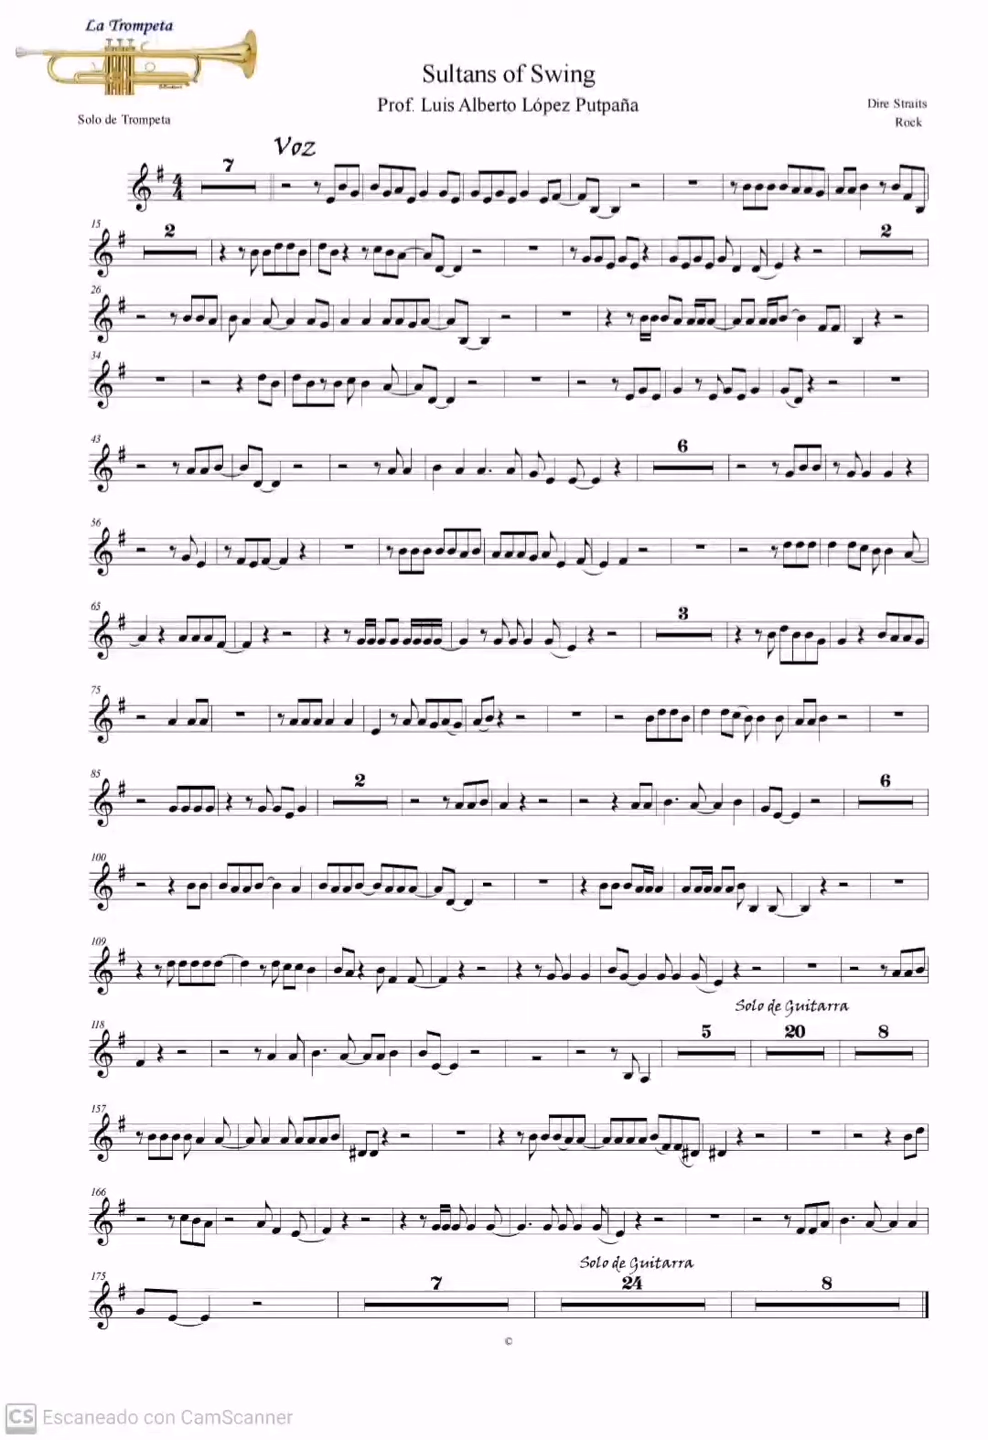 La Trompeta
Sultans of Swing
Prof. Luis Alberto López Putpaña
Dire Straits
Solo de Trompeta
Rock
Voz
7
15
2
2
26
34
43
6
56
65
3
75
85
2
6
100
109
Solo de Guitarra
118
5
20
8
157
166
Solo de Guitarra
175
7
24
8
©
CS Escaneado con CamScanner